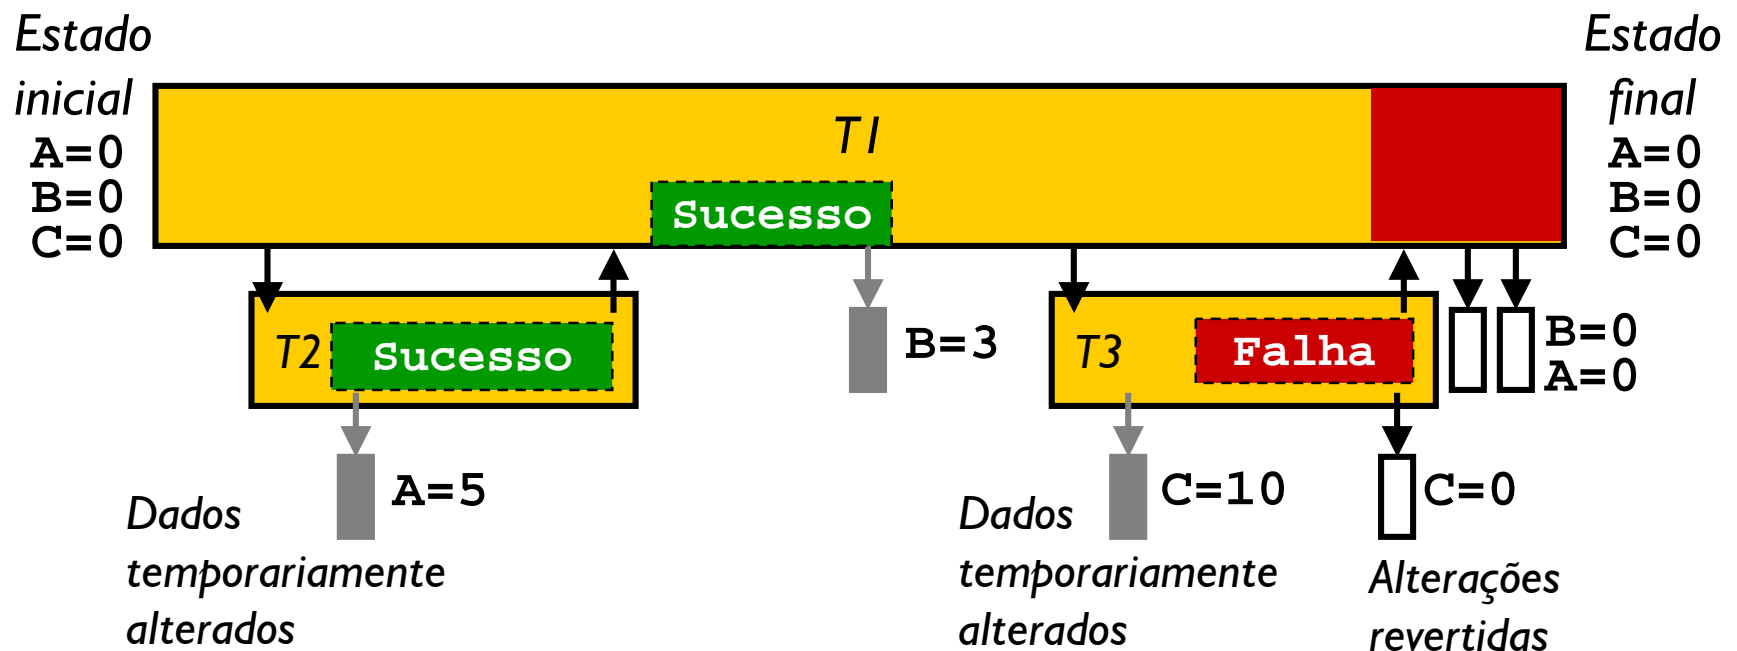 Estado
inicial
A=0
B=0
C=0
T1
Sucesso
Estado
final
A=0
B=0
C=0
T2
Sucesso
B=3
T3
Falha
B=0
A=0
A=5
C=10
C=0
Dados
temporariamente
alterados
Dados
temporariamente
alterados
Alterações
revertidas